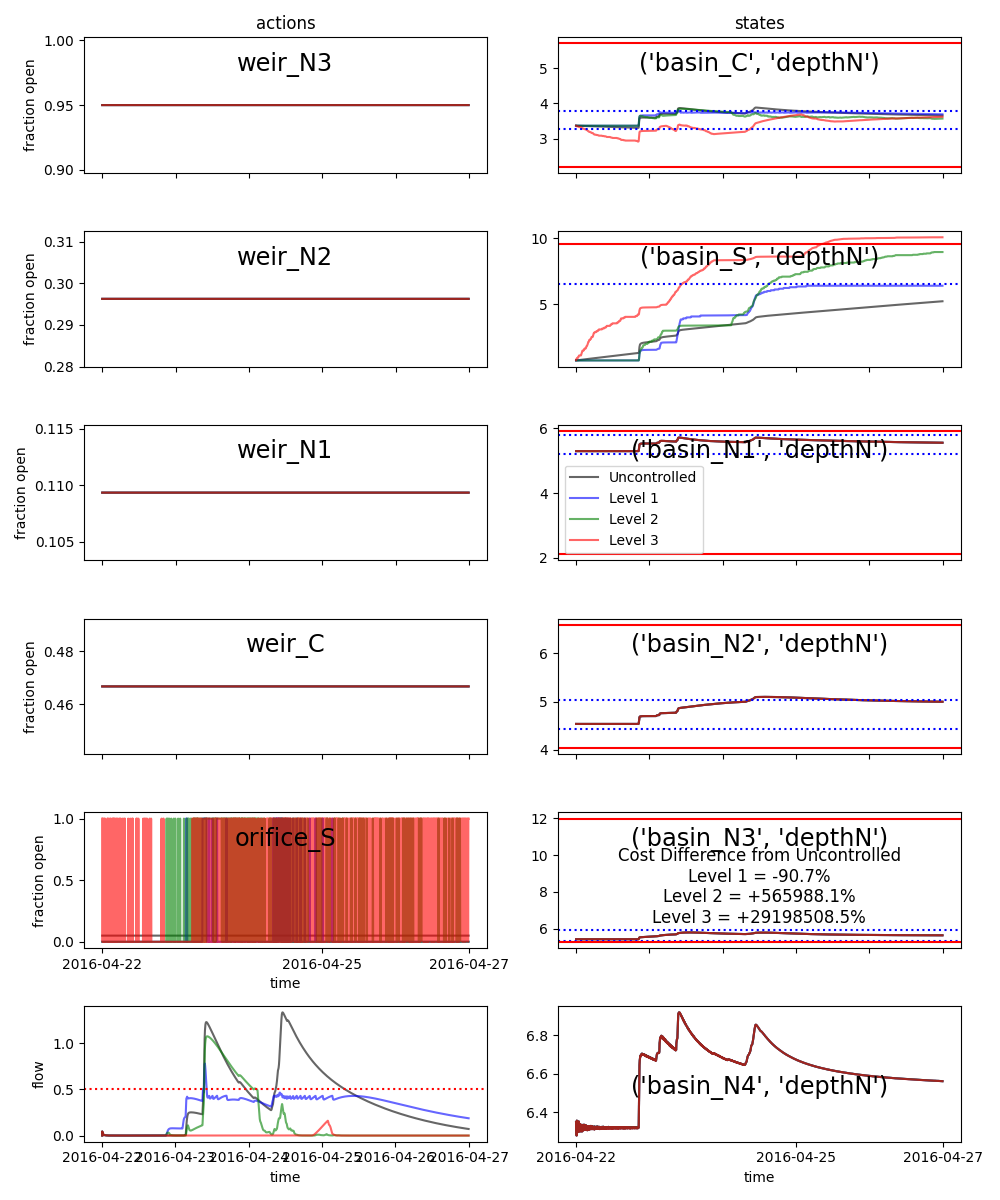 actions
states
1.00
0.95
0.90
fraction open
weir_N3
5
4
3
('basin_C', 'depthN')
0.31
0.30
0.29
0.28
fraction open
weir_N2
10
5
('basin_S', 'depthN')
0.115
0.110
0.105
fraction open
weir_N1
6
4
2
('basin_N1', 'depthN')
Uncontrolled
Level 1
Level 2
Level 3
0.48
0.46
fraction open
weir_C
6
5
4
('basin_N2', 'depthN')
1.0
0.5
0.0
fraction open
orifice_S
2016-04-22
2016-04-25
2016-04-27
time
12
10
8
6
('basin_N3', 'depthN')
Cost Difference from Uncontrolled
Level 1 = -90.7%
Level 2 = +565988.1%
Level 3 = +29198508.5%
1.0
0.5
0.0
flow
2016-04-22
2016-04-23
2016-04-24
2016-04-25
2016-04-26
2016-04-27
time
6.8
6.6
6.4
('basin_N4', 'depthN')
2016-04-22
2016-04-25
2016-04-27
time